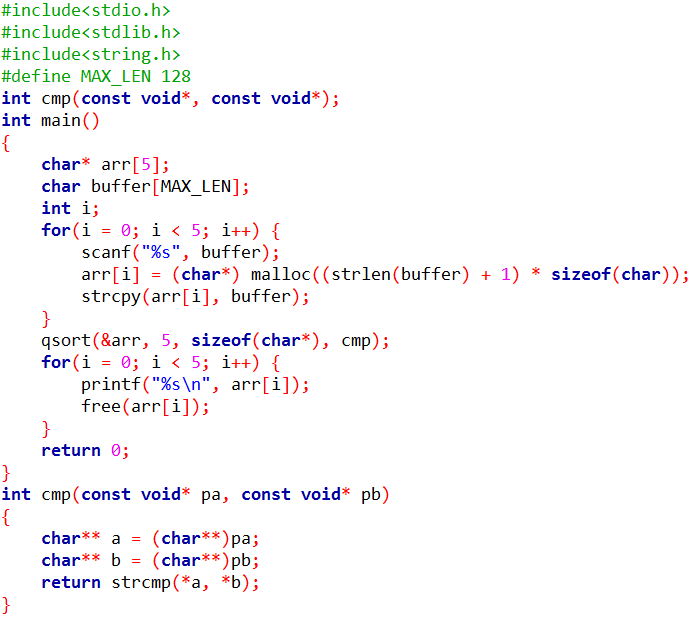 #include<stdio.h>
#include<stdlib.h>
#include<string.h>
#define MAX_LEN 128
int cmp(const void*, const void*);
int main()
{
    char* arr[5];
    char buffer[MAX_LEN];
    int i;
    for(i = 0; i < 5; i++) {
        scanf("%s", buffer);
        arr[i] = (char*) malloc((strlen(buffer) + 1) * sizeof(char));
        strcpy(arr[i], buffer);
    }
    qsort(&arr, 5, sizeof(char*), cmp);
    for(i = 0; i < 5; i++) {
        printf("%s\n", arr[i]);
        free(arr[i]);
    }
    return 0;
}
int cmp(const void* pa, const void* pb)
{
    char** a = (char**)pa;
    char** b = (char**)pb;
    return strcmp(*a, *b);
}